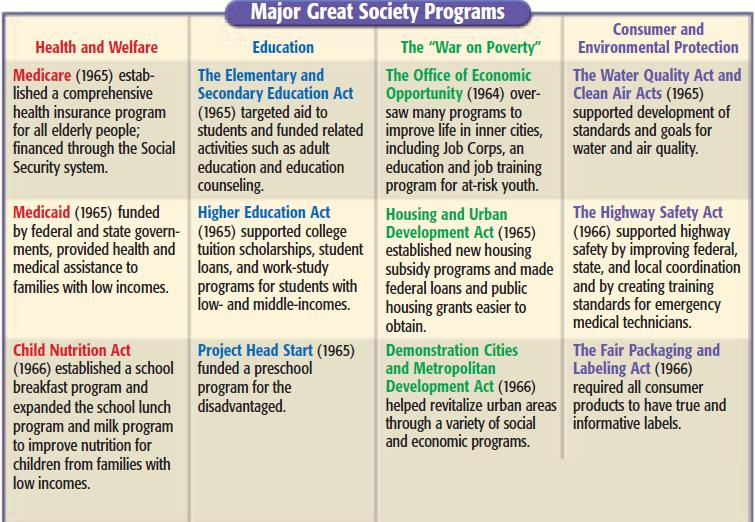 Major Great Society Programs
Health and Welfare
Medicare (1965) estab-
lished a comprehensive
health insurance program
for all elderly people;
financed through the Social
Security system.
Medicaid (1965) funded
by federal and state govern-
ments, provided health and
medical assistance to
families with low incomes.
Child Nutrition Act
(1966) established a school
breakfast program and
expanded the school lunch
program and milk program
to improve nutrition for
children from families with
low incomes.
Education
The Elementary and
Secondary Education Act
(1965) targeted aid to
students and funded related
activities such as adult
education and education
counseling.
Higher Education Act
(1965) supported college
tuition scholarships, student
loans, and work-study
programs for students with
low- and middle-incomes.
Project Head Start (1965)
funded a preschool
program for the
disadvantaged.
The "War on Poverty"
The Office of Economic
Opportunity (1964) over-
saw many programs to
improve life in inner cities,
including Job Corps, an
education and job training
program for at-risk youth.
Housing and Urban
Development Act (1965)
established new housing
subsidy programs and made
federal loans and public
housing grants easier to
obtain.
Demonstration Cities
and Metropolitan
Development Act (1966)
helped revitalize urban areas
through a variety of social
and economic programs.
Consumer and
Environmental Protection
The Water Quality Act and
Clean Air Acts (1965)
supported development of
standards and goals for
water and air quality.
The Highway Safety Act
(1966) supported highway
safety by improving federal,
state, and local coordination
and by creating training
standards for emergency
medical technicians.
The Fair Packaging and
Labeling Act (1966)
required all consumer
products to have true and
informative labels.